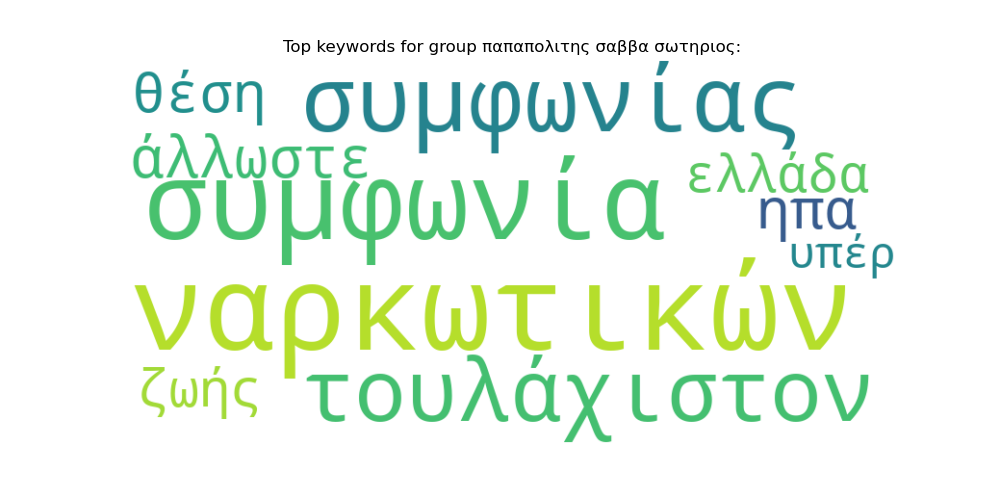 Top keywords for group παπαπολιτης σαββα σωτηριος:
θέση συμφωνίας
άλλωστε ελλάδα
συμφωνία ηπα
υπέρ
ναρκωτικών
ζωής τουλάχιστον